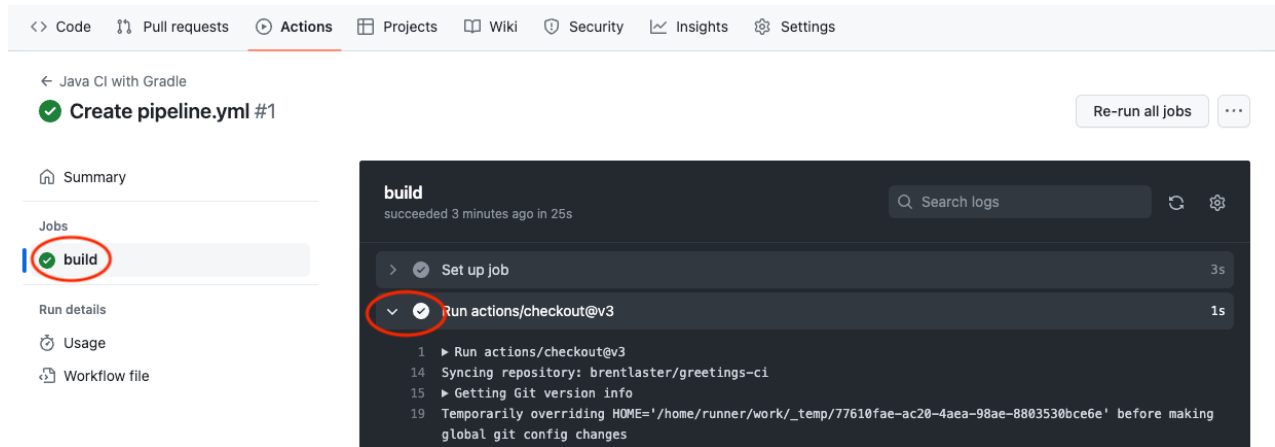 <> Code Pull requests Actions Projects Wiki Security Insights Settings
← Java CI with Gradle
Create pipeline.yml #1
Re-run all jobs ...
Summary
Jobs
build
Run details
Usage
Workflow file
build
succeeded 3 minutes ago in 25s
Search logs
Set up job 3s
Run actions/checkout@v3 1s
1 ▶ Run actions/checkout@v3
14 Syncing repository: brentlaster/greetings-ci
15 ▶ Getting Git version info
19 Temporarily overriding HOME='/home/runner/work/_temp/77610fae-ac20-4aea-98ae-8803530bce6e' before making
global git config changes